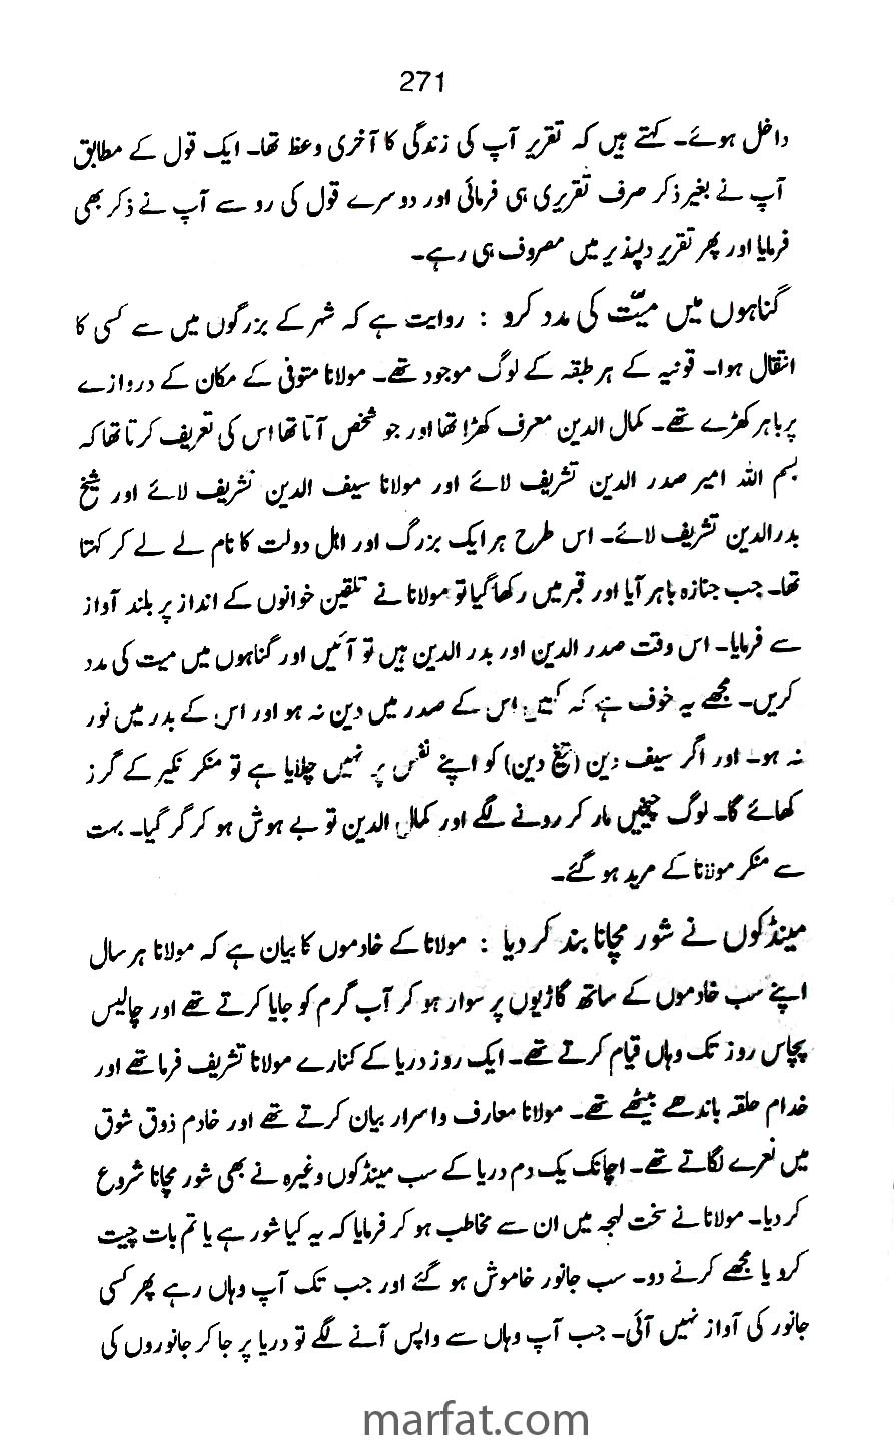 271
داخل ہوئے۔ کہتے ہیں کہ تقریر آپ کی زندگی کا آخری وعظ تھا۔ ایک قول کے مطابق
آپ نے بغیر ذکر صرف تقریری ہی فرمائی اور دوسرے قول کی رو سے آپ نے ذکر بھی
فرمایا اور پھر تقریر دلپذیر میں مصروف ہی رہے۔
گناہوں میں میّت کی مدد کرو : روایت ہے کہ شہر کے بزرگوں میں سے کسی کا
انتقال ہوا۔ قونیہ کے ہر طبقہ کے لوگ موجود تھے۔ مولانا متوفی کے مکان کے دروازے
پر باہر کھڑے تھے۔ کمال الدین معرف کھڑا تھا اور جو شخص آتا تھا اس کی تعریف کرتا تھا کہ
بسم اللہ امیر صدر الدین تشریف لائے اور مولانا سیف الدین تشریف لائے اور شیخ
بدرالدین تشریف لائے۔ اس طرح ہر ایک بزرگ اور اہل دولت کا نام لے لے کر کہتا
تھا۔ جب جنازہ باہر آیا اور قبر میں رکھا گیا تو مولانا نے تلقین خوانوں کے انداز پر بلند آواز
سے فرمایا۔ اس وقت صدر الدین اور بدر الدین ہیں تو آئیں اور گناہوں میں میت کی مدد
کریں۔ مجھے یہ خوف ہے کہ کہیں اس کے صدر میں دین نہ ہو اور اس کے بدر میں نور
نہ ہو۔ اور اگر سیف دین (تیغ دین) کو اپنے نفس پر نہیں چلایا ہے تو منکر نکیر کے گرز
کھائے گا۔ لوگ چیخیں مار کر رونے لگے اور کمال الدین تو بے ہوش ہو کر گر گیا۔ بہت
سے منکر مولانا کے مرید ہو گئے۔
مینڈکوں نے شور مچانا بند کر دیا : مولانا کے خادموں کا بیان ہے کہ مولانا ہر سال
اپنے سب خادموں کے ساتھ گاڑیوں پر سوار ہو کر آب گرم کو جایا کرتے تھے اور چالیس
پچاس روز تک وہاں قیام کرتے تھے۔ ایک روز دریا کے کنارے مولانا تشریف فرما تھے اور
خدام حلقہ باندھے بیٹھے تھے۔ مولانا معارف و اسرار بیان کرتے تھے اور خادم ذوق شوق
میں نعرے لگاتے تھے۔ اچانک یک دم دریا کے سب مینڈکوں وغیرہ نے بھی شور مچانا شروع
کر دیا۔ مولانا نے سخت لہجہ میں ان سے مخاطب ہو کر فرمایا کہ یہ کیا شور ہے یا تم بات چیت
کرو یا مجھے کرنے دو۔ سب جانور خاموش ہو گئے اور جب تک آپ وہاں رہے پھر کسی
جانور کی آواز نہیں آئی۔ جب آپ وہاں سے واپس آنے لگے تو دریا پر جا کر جانوروں کی
marfat.com